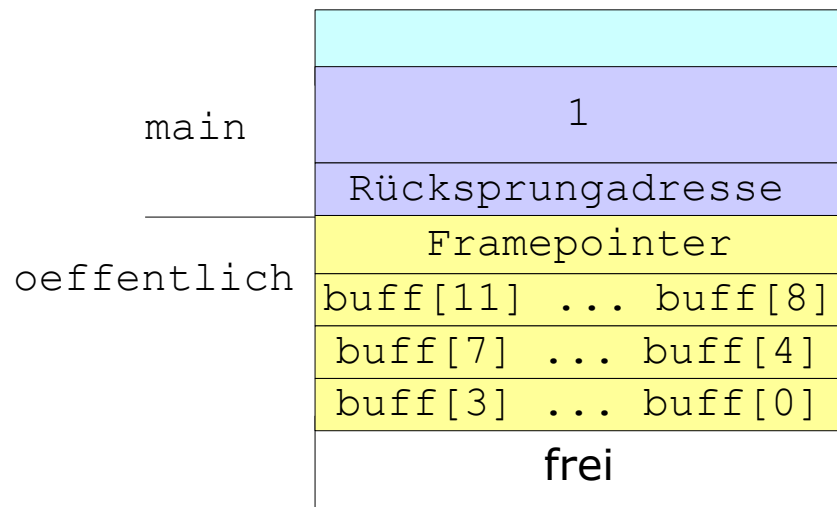 1
main
Rücksprungadresse
Framepointer
oeffentlich
buff[11] ... buff[8]
buff[7] ... buff[4]
buff[3] ... buff[0]
frei